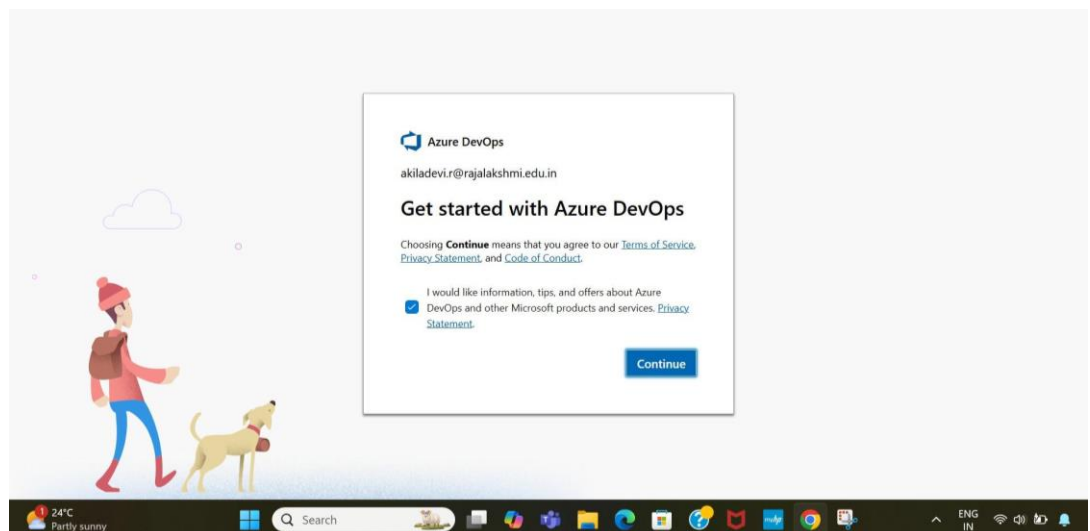 Azure DevOps
akiladevi.r@rajalakshmi.edu.in
Get started with Azure DevOps
Choosing Continue means that you agree to our Terms of Service,
Privacy Statement, and Code of Conduct.
I would like information, tips, and offers about Azure
DevOps and other Microsoft products and services. Privacy
Statement.
Continue
1
24°C
Partly sunny
Search
ENG
IN